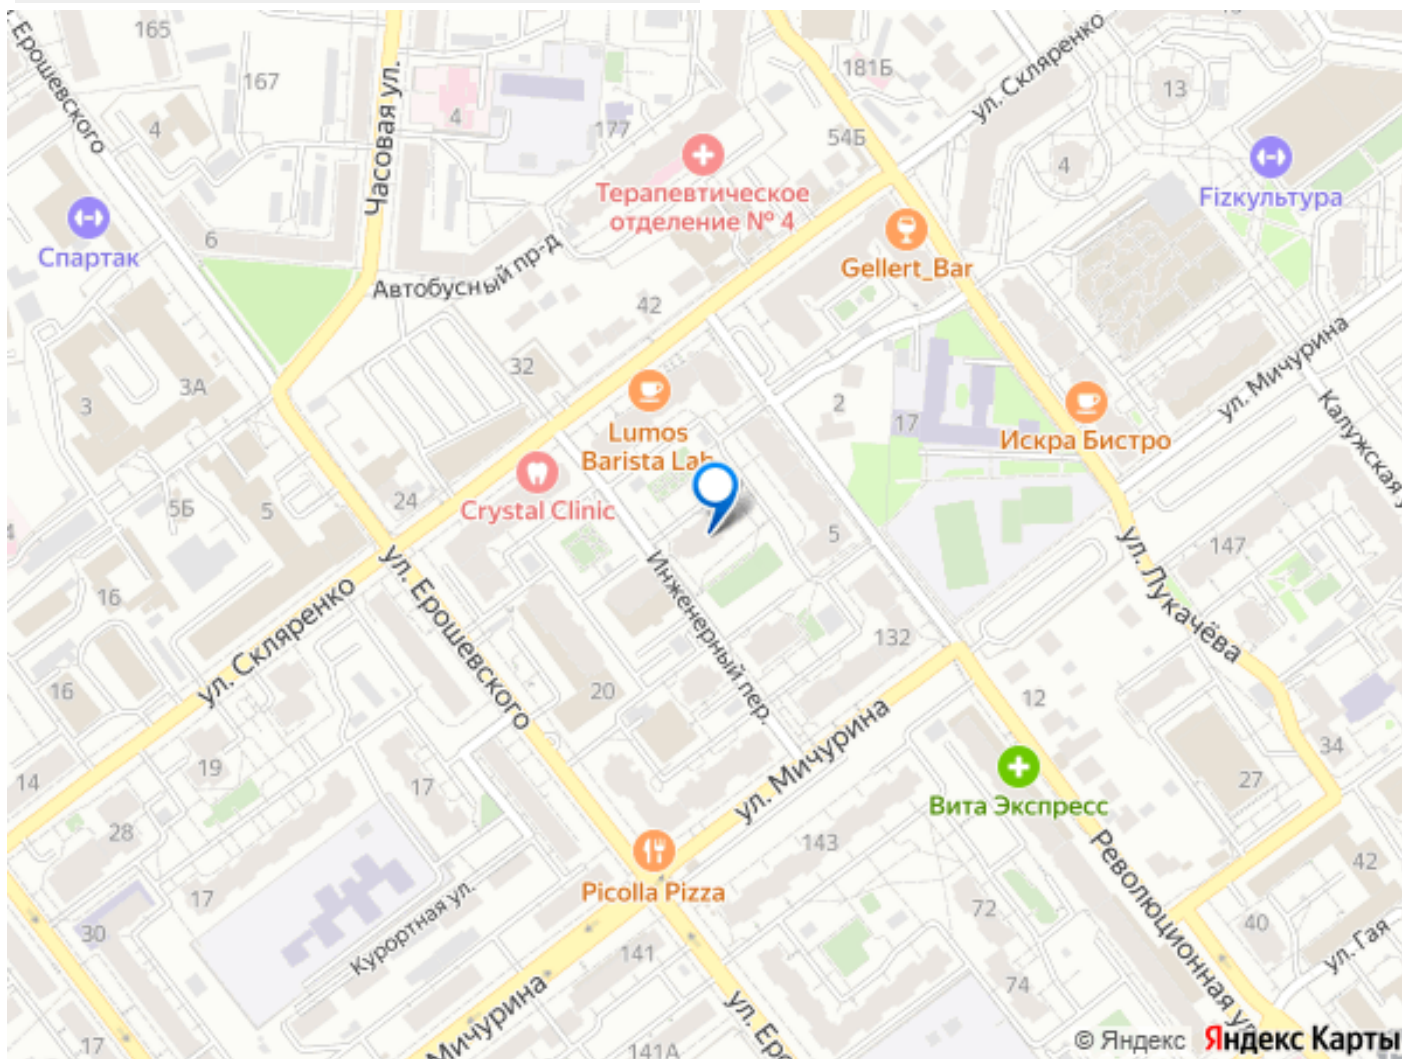 165
181Б
ул. Скляренко
Ерошевского
167
Часовая ул.
4
4
177
54Б
13
4
Терапевтическое
отделение № 4
Fizкультура
Спартак
6
Gellert_Bar
Автобусный пр-д
42
32
ул. Мичурина
3А
3
2
17
Калужская у
Lumos
Barista Lab
Искра Бистро
Crystal Clinic
24
5Б
5
5
147
ул. Лукачёва
ул. Ерошевского
Инженерный пер.
16
ул. Скляренко
132
16
20
12
34
19
14
17
27
ул. Мичурина
Вита Экспресс
28
143
42
Picolla Pizza
17
Революционная ул
72
40
30
Курортная ул.
141
ул. Гая
74
Мичурина
ул. Ер
17
141А
© Яндекс Яндекс Карты